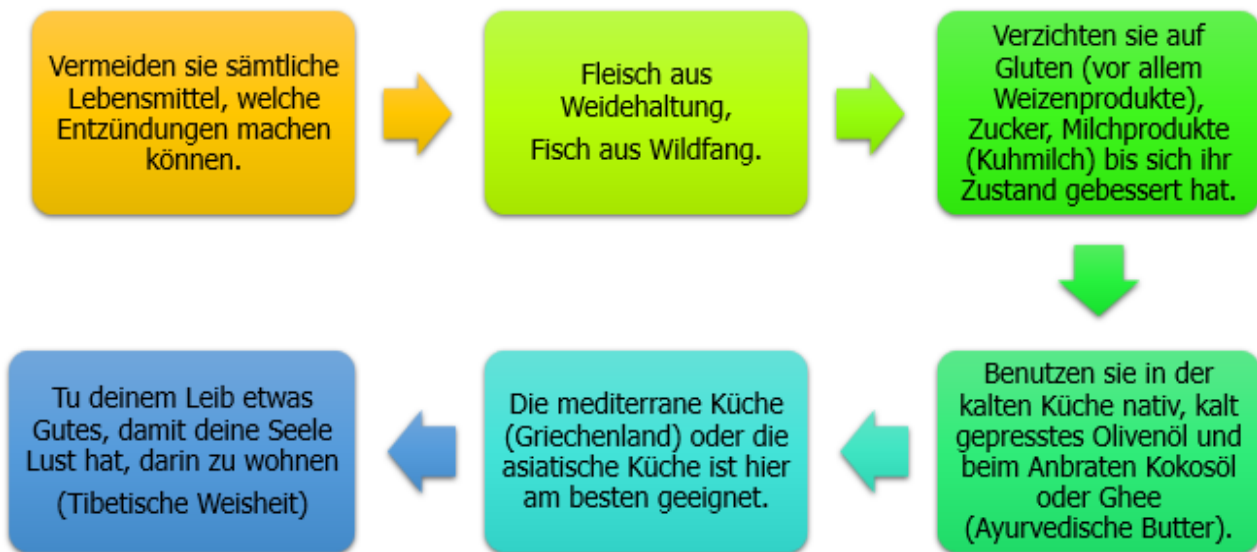 Vermeiden sie sämtliche
Lebensmittel, welche
Entzündungen machen
können.
Fleisch aus
Weidehaltung,
Fisch aus Wildfang.
Verzichten sie auf
Gluten (vor allem
Weizenprodukte),
Zucker, Milchprodukte
(Kuhmilch) bis sich ihr
Zustand gebessert hat.
Benutzen sie in der
kalten Küche nativ, kalt
gepresstes Olivenöl und
beim Anbraten Kokosöl
oder Ghee
(Ayurvedische Butter).
Die mediterrane Küche
(Griechenland) oder die
asiatische Küche ist hier
am besten geeignet.
Tu deinem Leib etwas
Gutes, damit deine Seele
Lust hat, darin zu wohnen
(Tibetische Weisheit)